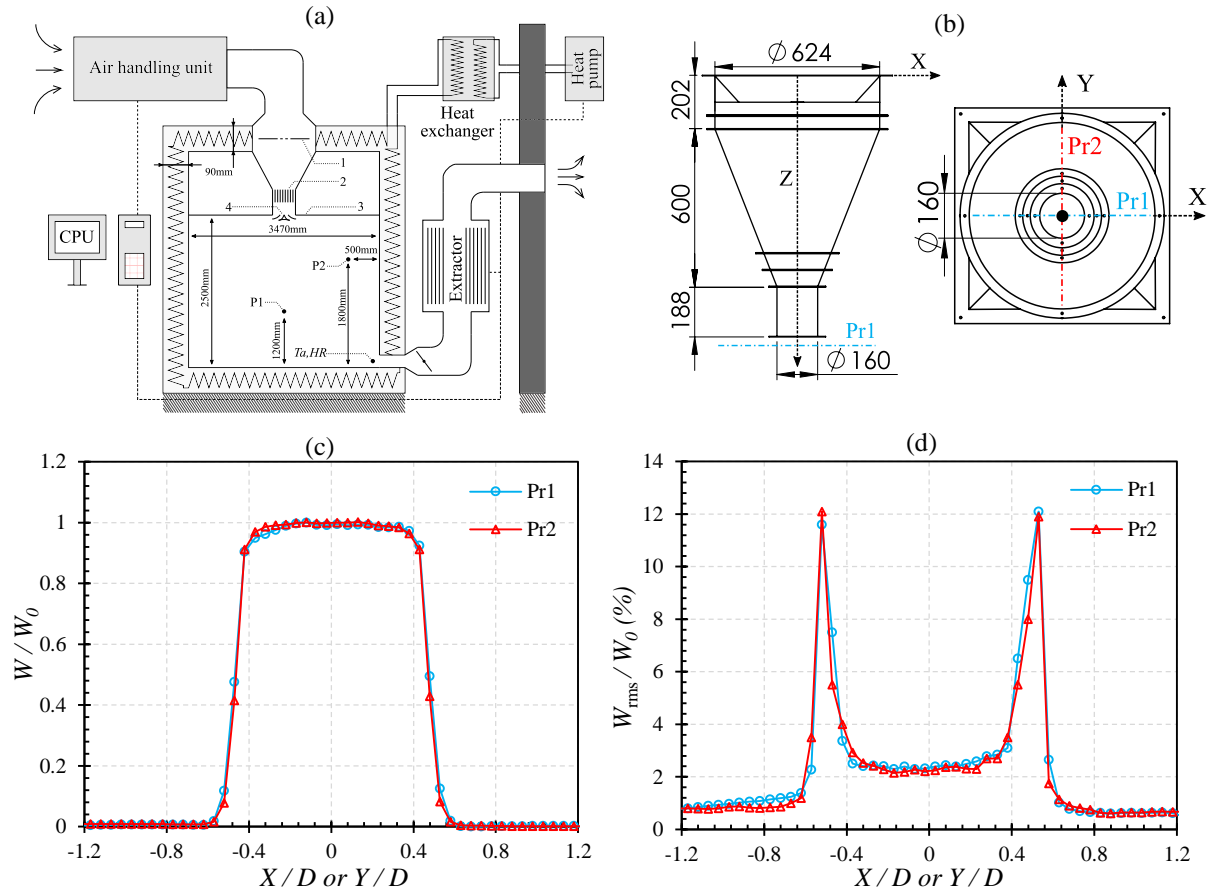 (a)
Air handling unit
Heat
exchanger
Heat
pump
90mm
1
2
4
3
3470mm
CPU
500mm
P2
2500mm
P1
1800mm
1200mm
Ta,HR
Extractor
(b)
∅624
X
202
Z
600
188
Pr1
∅160
Y
Pr2
Pr1
X
∅160
(c)
1.2
1
0.8
0.6
0.4
0.2
0
W / W0
Pr1
Pr2
-1.2 -0.8 -0.4 0 0.4 0.8 1.2
X / D or Y / D
(d)
14
12
10
8
6
4
2
0
Wrms / W0 (%)
Pr1
Pr2
-1.2 -0.8 -0.4 0 0.4 0.8 1.2
X / D or Y / D